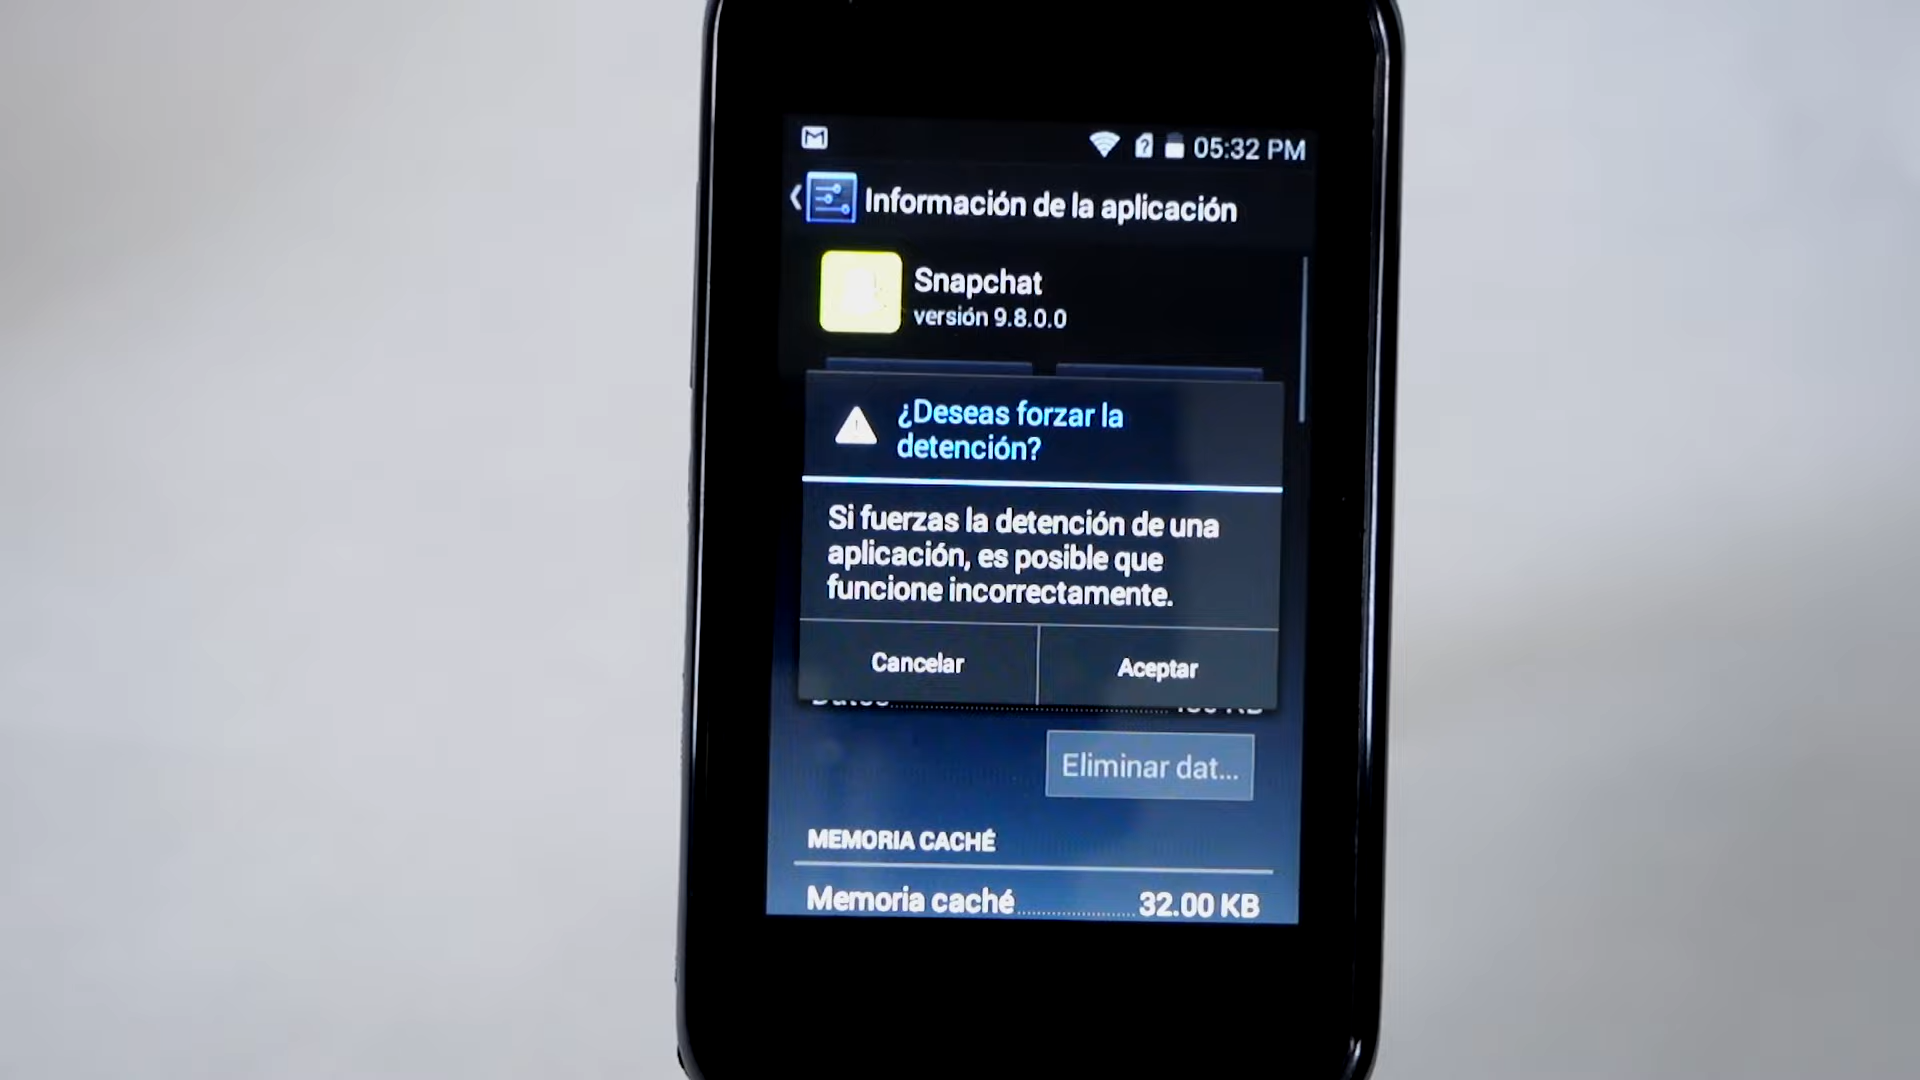 05:32 PM
Información de la aplicación
Snapchat
versión 9.8.0.0
¿Deseas forzar la
detención?
Si fuerzas la detención de una
aplicación, es posible que
funcione incorrectamente.
Cancelar
Aceptar
Datos
KB
Eliminar dat...
MEMORIA CACHÉ
Memoria caché 32.00 KB